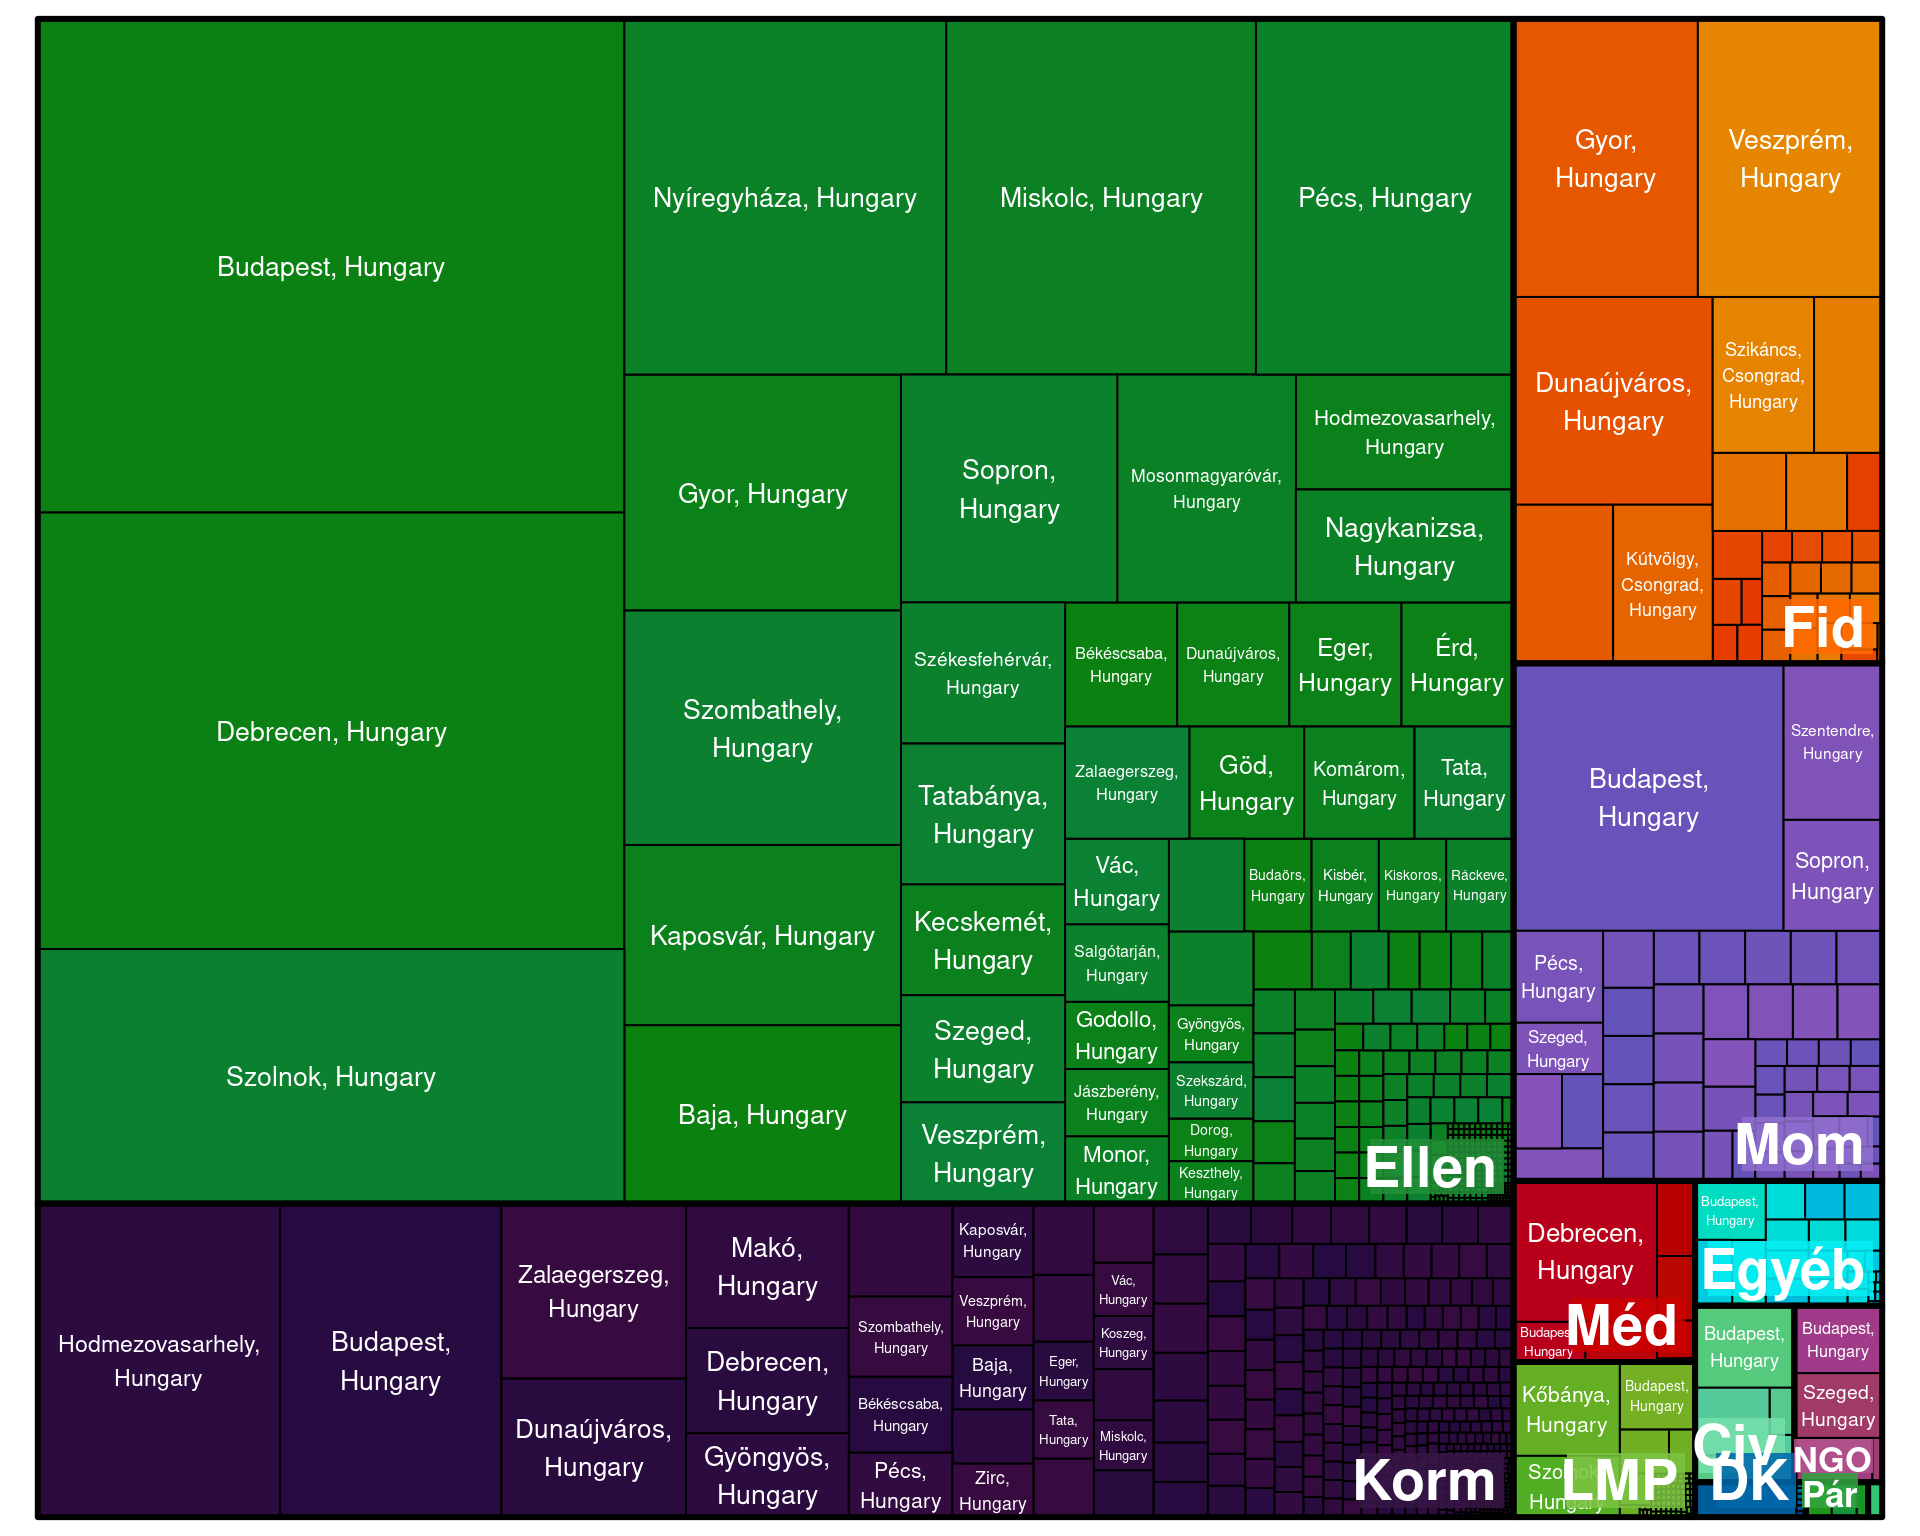 Budapest, Hungary
Debrecen, Hungary
Szolnok, Hungary
Nyíregyháza, Hungary
Miskolc, Hungary
Pécs, Hungary
Gyor, Hungary
Szombathely,
Hungary
Kaposvár, Hungary
Baja, Hungary
Sopron,
Hungary
Mosonmagyaróvár,
Hungary
Hodmezovasarhely,
Hungary
Nagykanizsa,
Hungary
Székesfehérvár,
Hungary
Tatabánya,
Hungary
Kecskemét,
Hungary
Szeged,
Hungary
Veszprém,
Hungary
Békéscsaba,
Hungary
Dunaújváros,
Hungary
Eger,
Hungary
Érd,
Hungary
Zalaegerszeg,
Hungary
Göd,
Hungary
Komárom,
Hungary
Tata,
Hungary
Vác,
Hungary
Salgótarján,
Hungary
Godollo,
Hungary
Jászberény,
Hungary
Monor,
Hungary
Budaörs,
Hungary
Kisbér,
Hungary
Kiskoros,
Hungary
Ráckeve,
Hungary
Gyöngyös,
Hungary
Szekszárd,
Hungary
Dorog,
Hungary
Keszthely,
Hungary
Ellen
Hodmezovasarhely,
Hungary
Budapest,
Hungary
Zalaegerszeg,
Hungary
Dunaújváros,
Hungary
Makó,
Hungary
Debrecen,
Hungary
Gyöngyös,
Hungary
Szombathely,
Hungary
Békéscsaba,
Hungary
Pécs,
Hungary
Kaposvár,
Hungary
Veszprém,
Hungary
Baja,
Hungary
Zirc,
Hungary
Eger,
Hungary
Tata,
Hungary
Vác,
Hungary
Koszeg,
Hungary
Miskolc,
Hungary
Korm
Gyor,
Hungary
Veszprém,
Hungary
Dunaújváros,
Hungary
Szikáncs,
Csongrad,
Hungary
Kútvölgy,
Csongrad,
Hungary
Fid
Budapest,
Hungary
Szentendre,
Hungary
Sopron,
Hungary
Pécs,
Hungary
Szeged,
Hungary
Mom
Debrecen,
Hungary
Budapest,
Hungary
Méd
Budapest,
Hungary
Egyéb
Kőbánya,
Hungary
Budapest,
Hungary
Szolnok,
Hungary
LMP
Budapest,
Hungary
Civ
Budapest,
Hungary
Szeged,
Hungary
NGO
DK
Pár